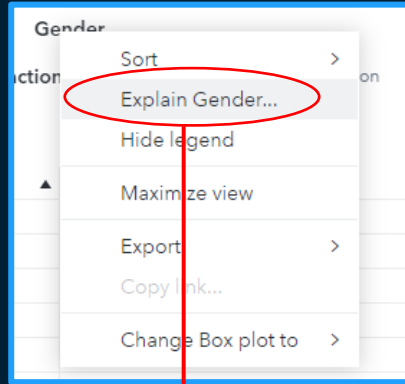 Gender
Sort
Explain Gender...
Hide legend
Maximize view
Export
Copy link...
Change Box plot to